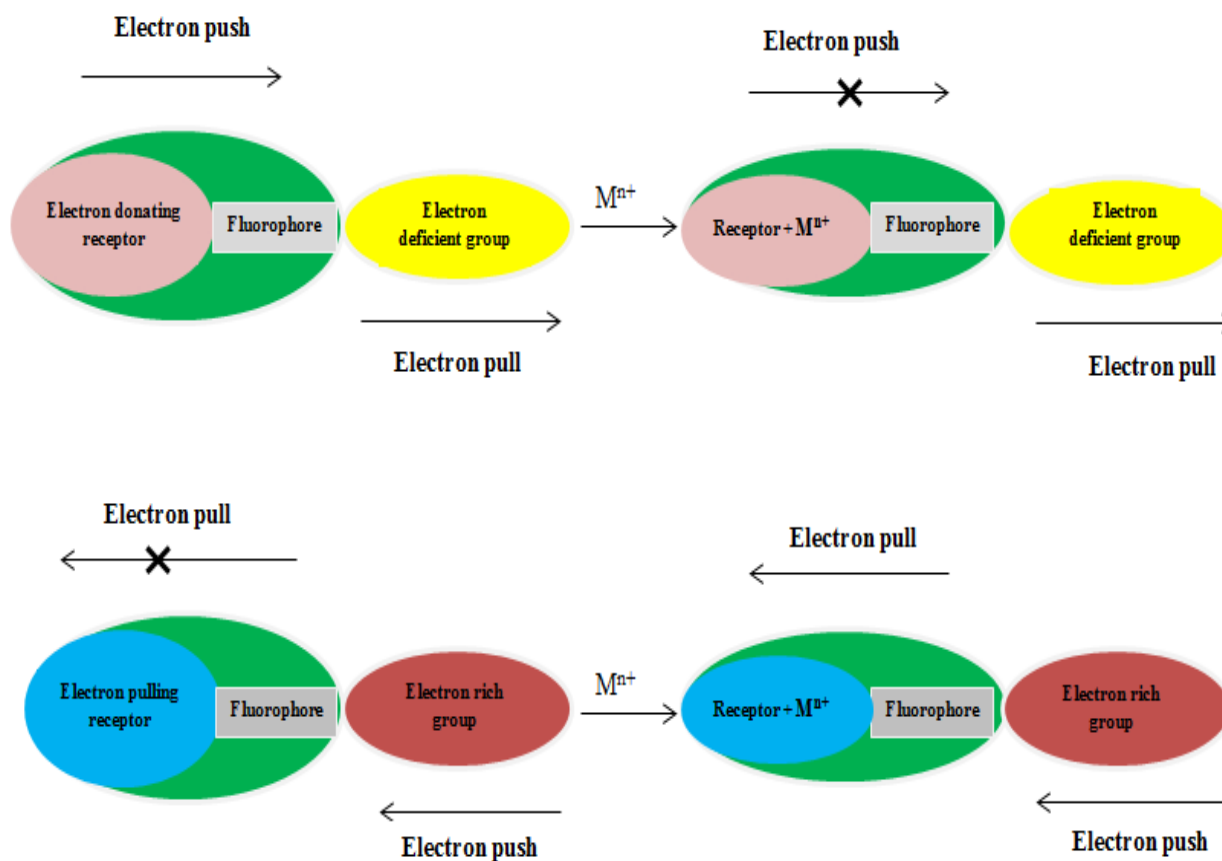 Electron push
Electron push
Electron donating
receptor
Fluorophore
Electron
deficient group
Mⁿ⁺
Receptor + Mⁿ⁺
Fluorophore
Electron
deficient group
Electron pull
Electron pull
Electron pull
Electron pull
Electron pulling
receptor
Fluorophore
Electron rich
group
Mⁿ⁺
Receptor + Mⁿ⁺
Fluorophore
Electron rich
group
Electron push
Electron push